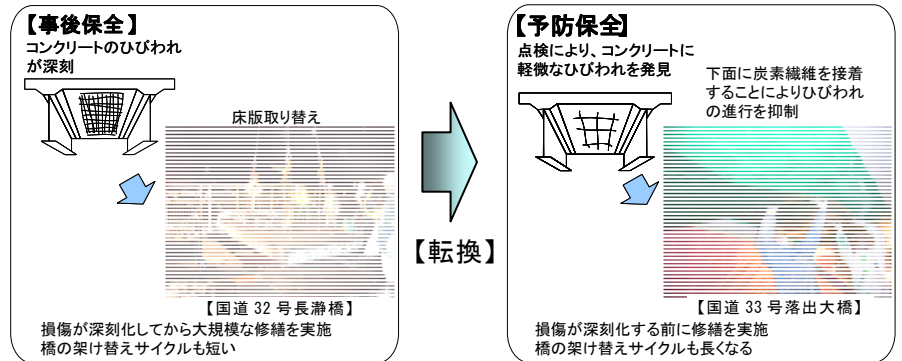 【事後保全】
コンクリートのひびわれ
が深刻
床版取り替え
【国道 32 号長瀞橋】
損傷が深刻化してから大規模な修繕を実施
橋の架け替えサイクルも短い
【転換】
【予防保全】
点検により、コンクリートに
軽微なひびわれを発見
下面に炭素繊維を接着
することによりひびわれ
の進行を抑制
【国道 33 号落出大橋】
損傷が深刻化する前に修繕を実施
橋の架け替えサイクルも長くなる